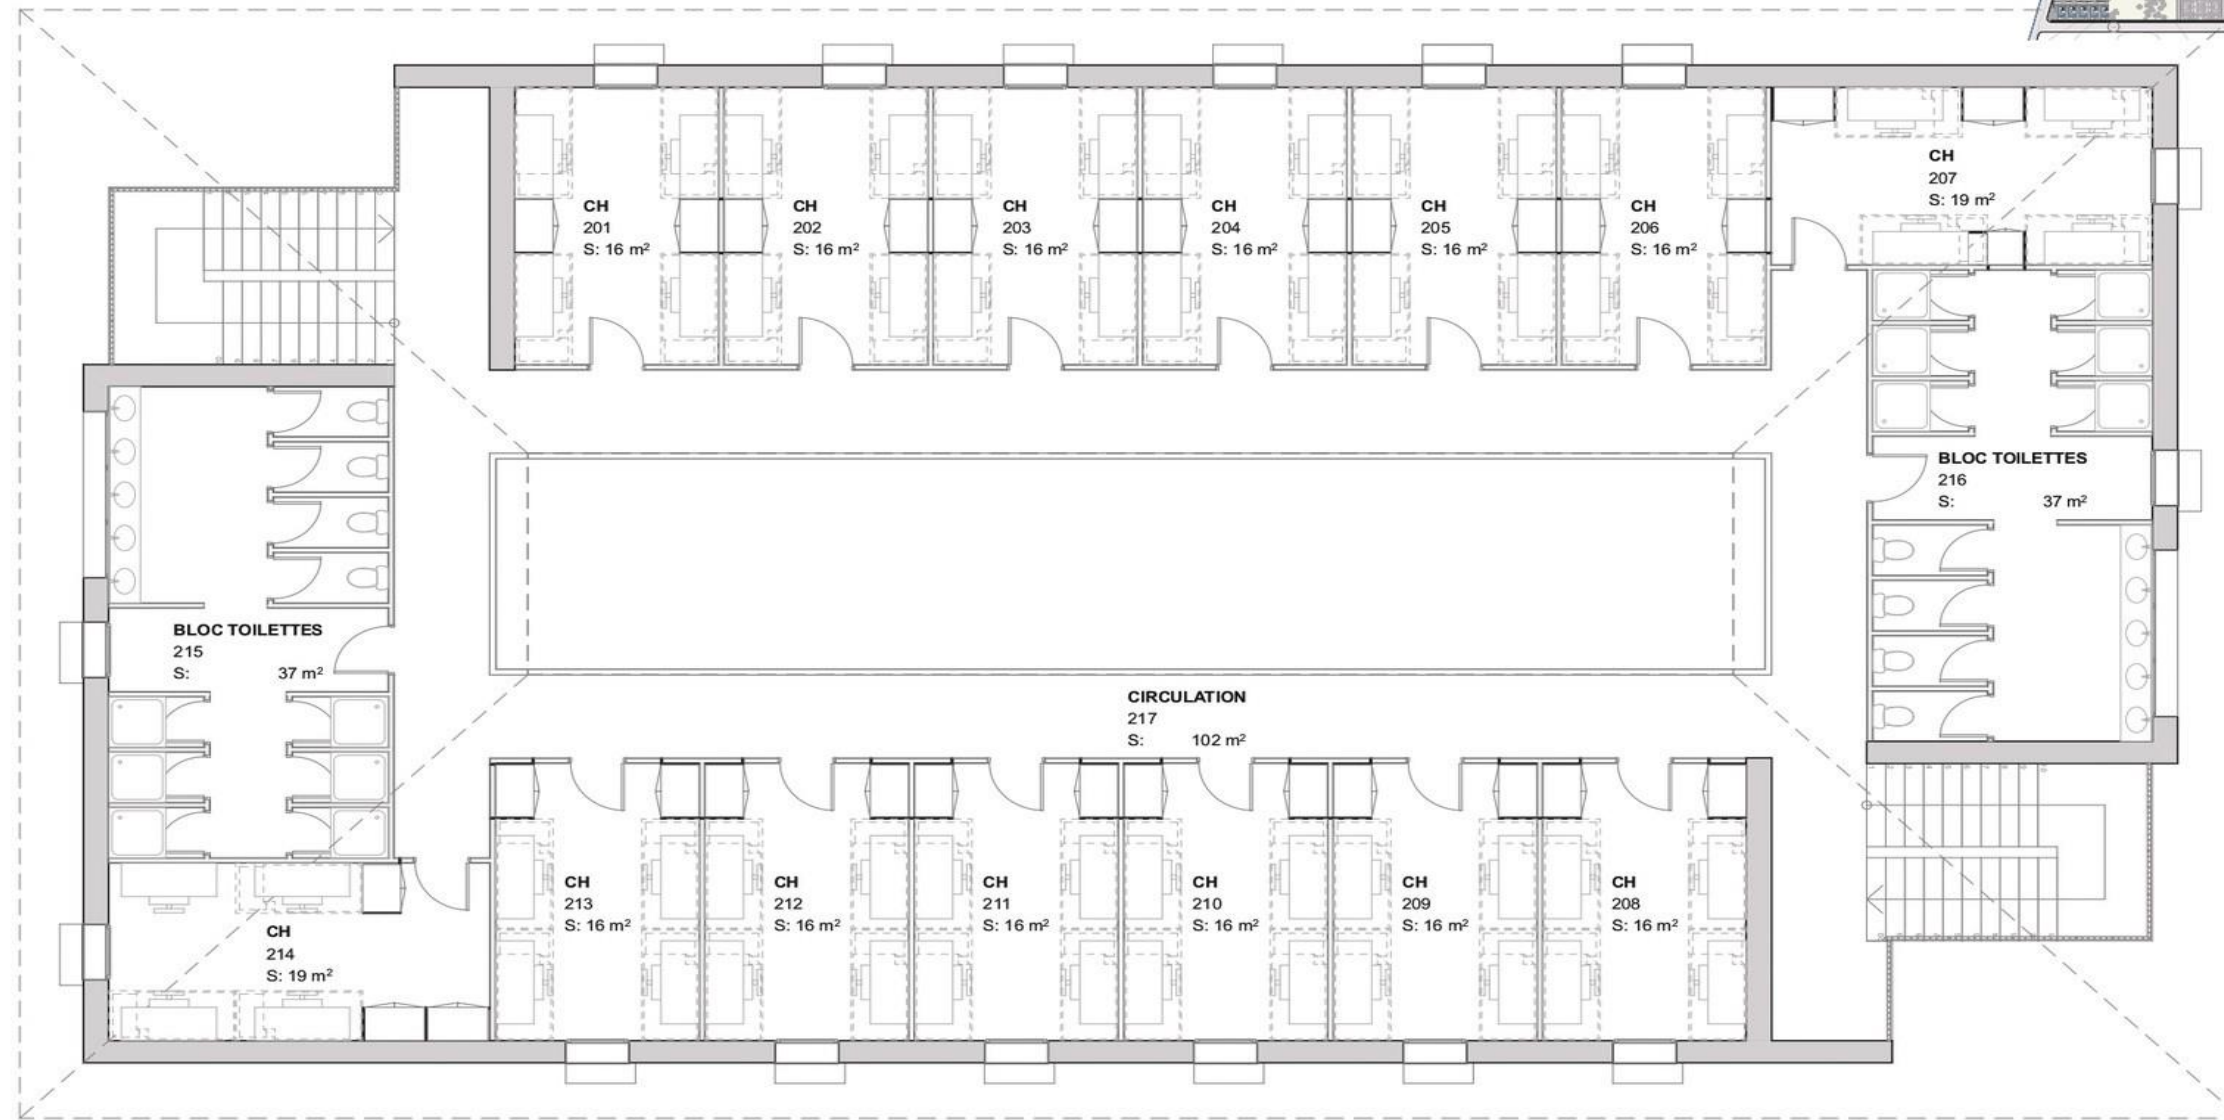 CH
201
S: 16 m²
CH
202
S: 16 m²
CH
203
S: 16 m²
CH
204
S: 16 m²
CH
205
S: 16 m²
CH
206
S: 16 m²
CH
207
S: 19 m²
BLOC TOILETTES
216
S: 37 m²
BLOC TOILETTES
215
S: 37 m²
CIRCULATION
217
S: 102 m²
CH
213
S: 16 m²
CH
212
S: 16 m²
CH
211
S: 16 m²
CH
210
S: 16 m²
CH
209
S: 16 m²
CH
208
S: 16 m²
CH
214
S: 19 m²